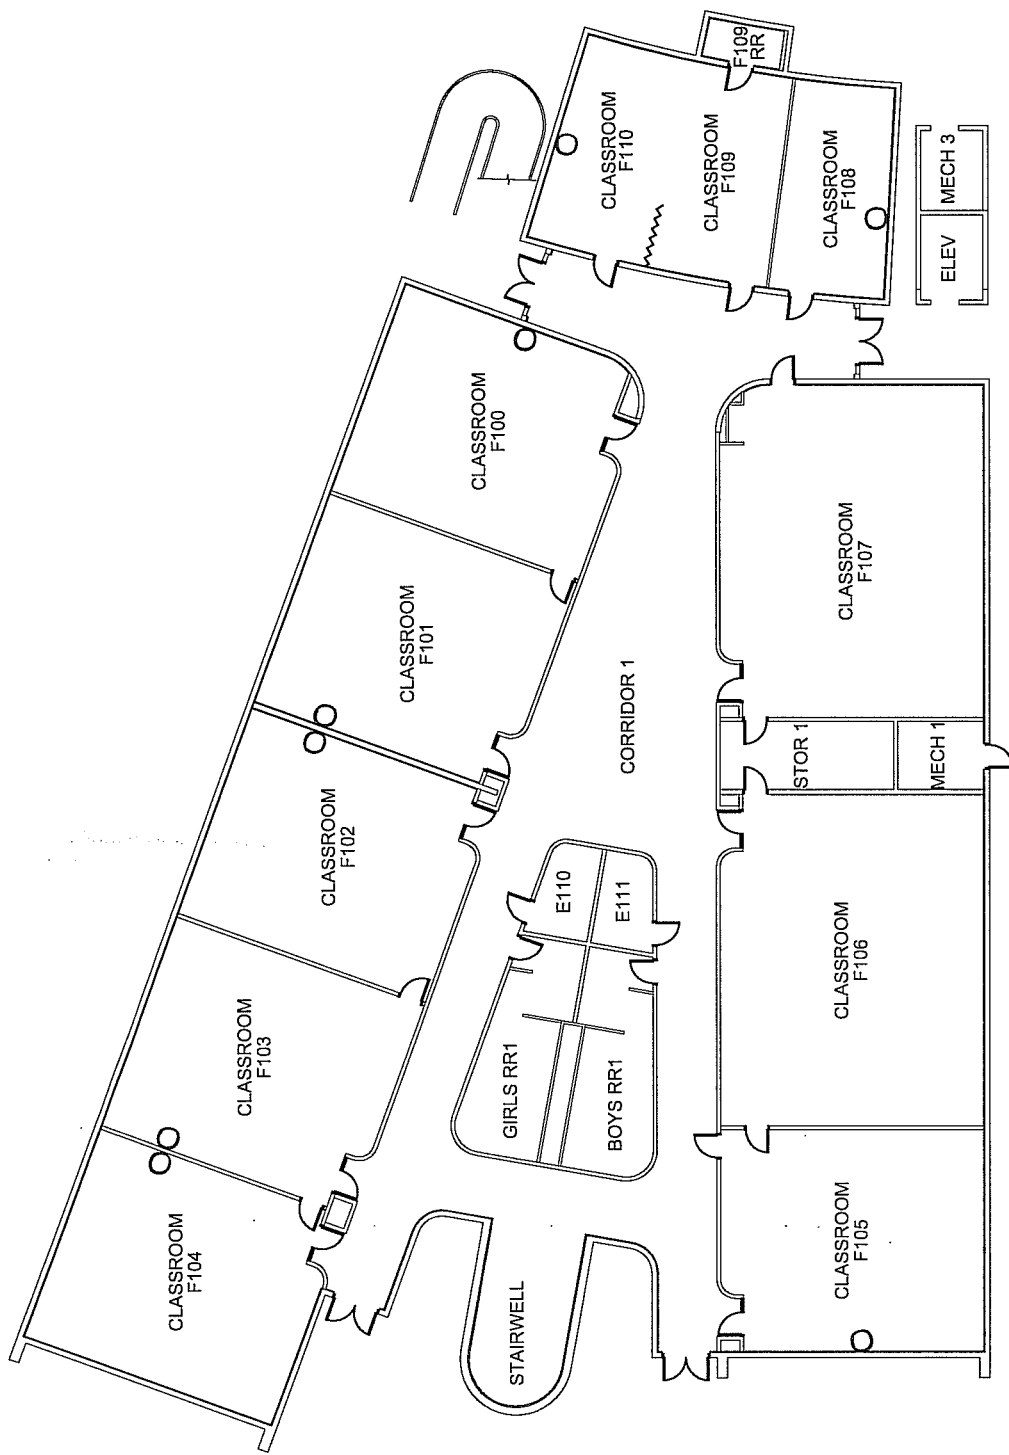 CLASSROOM
F104
CLASSROOM
F103
CLASSROOM
F102
CLASSROOM
F101
CLASSROOM
F100
CLASSROOM
F110
CLASSROOM
F109
F109
RR
CLASSROOM
F108
ELEV
MECH 3
STAIRWELL
GIRLS RR1
BOYS RR1
E110
E111
CORRIDOR 1
CLASSROOM
F105
CLASSROOM
F106
STOR 1
MECH 1
CLASSROOM
F107